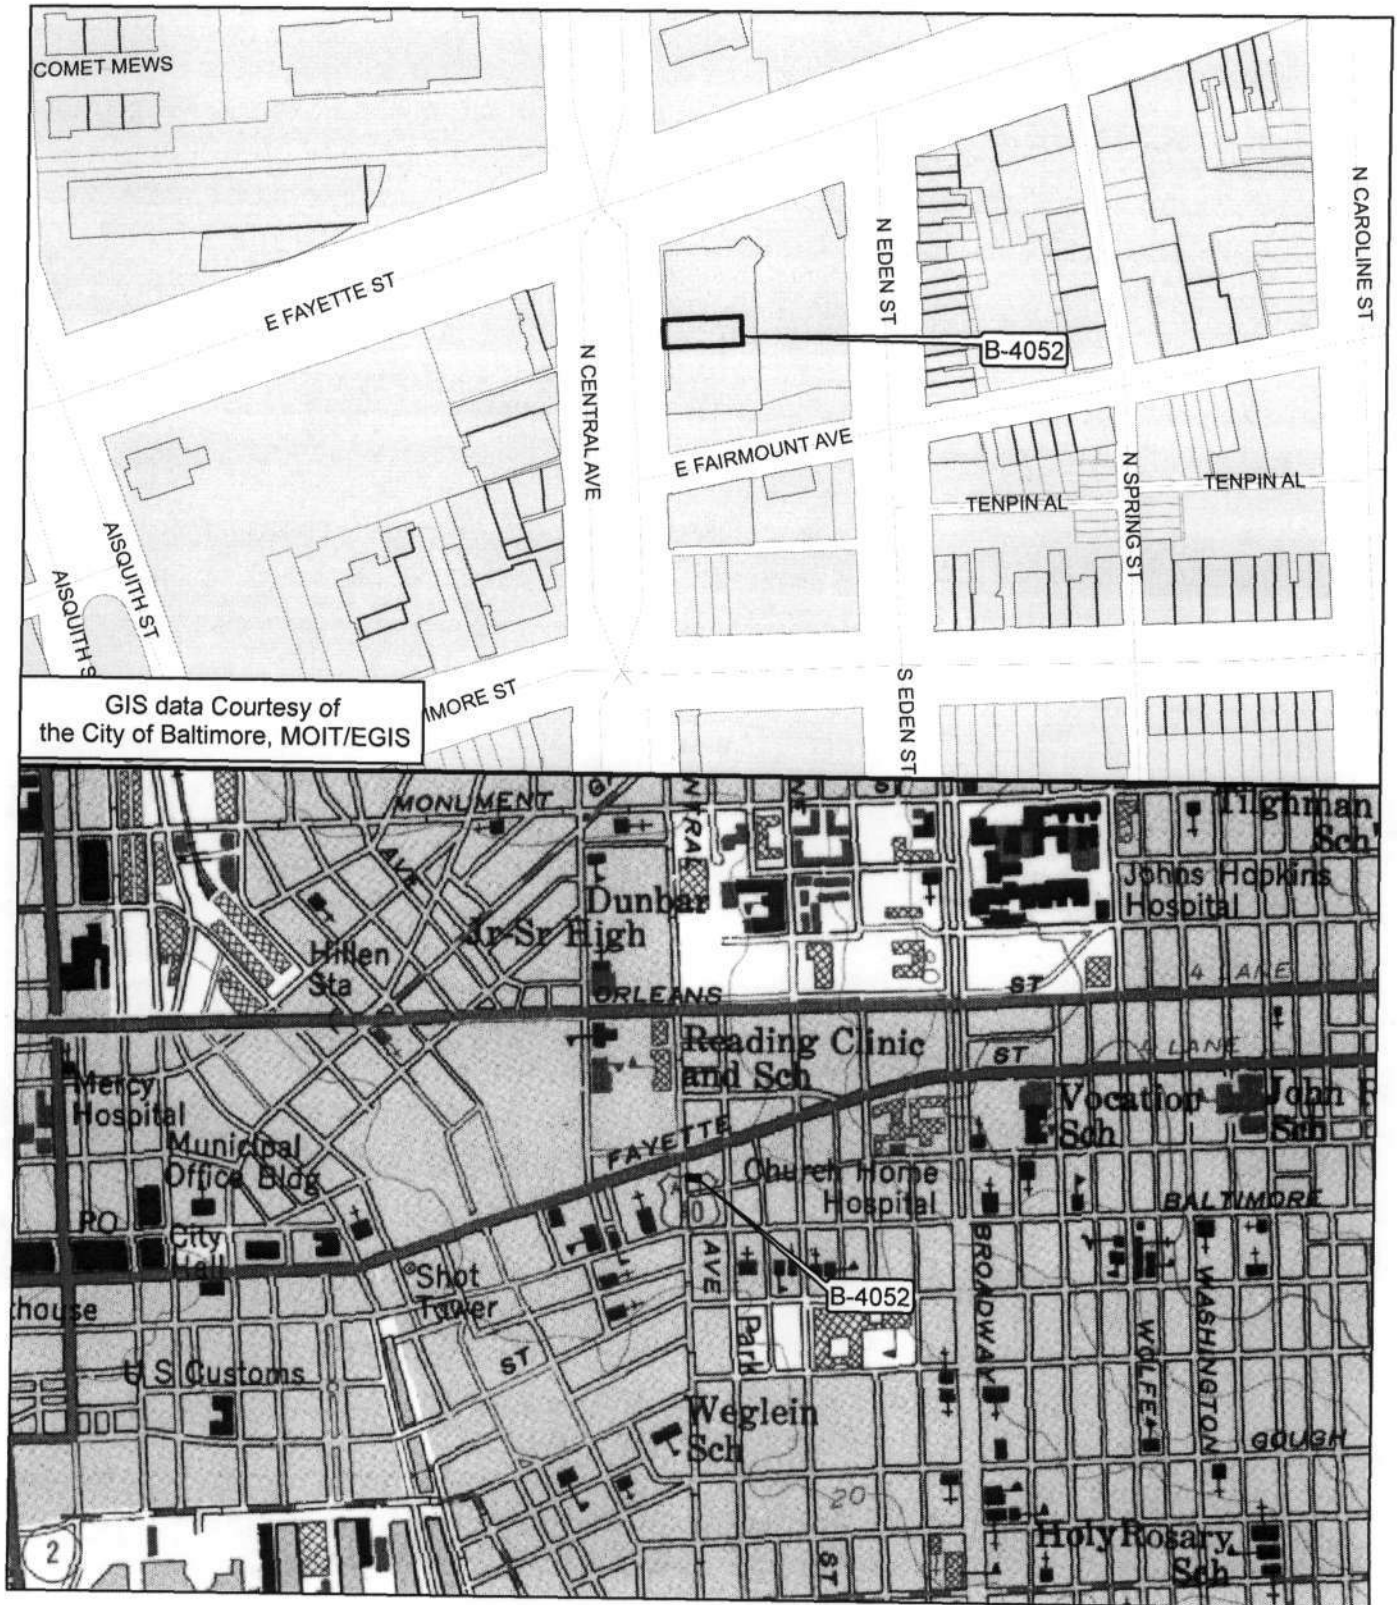 COMET MEWS
N CAROLINE ST
N EDEN ST
E FAYETTE ST
B-4052
N CENTRAL AVE
E FAIRMOUNT AVE
N SPRING ST
TENPIN AL
TENPIN AL
AISQUITH ST
AISQUITH S
S EDEN ST
IMORE ST
GIS data Courtesy of
the City of Baltimore, MOIT/EGIS
MONUMENT
NTRAL
AVE
Tilghman
Sch
Johns Hopkins
Hospital
Dunbar
Jr-Sr High
Hillen
Sta
4 LANE
ORLEANS
ST
Reading Clinic
and Sch
ST
4 LANE
Mercy
Hospital
Vocation
Sch
John R
Sch
Municipal
Office Bldg
FAYETTE
Church Home
Hospital
BALTIMORE
PO
City
Hall
40
AVE
BROADWAY
Shot
Tower
B-4052
WASHINGTON
thouse
Park
WOLFE
U S Customs
ST
Weglein
Sch
GOUGH
20
2
Holy Rosary
Sch
ST